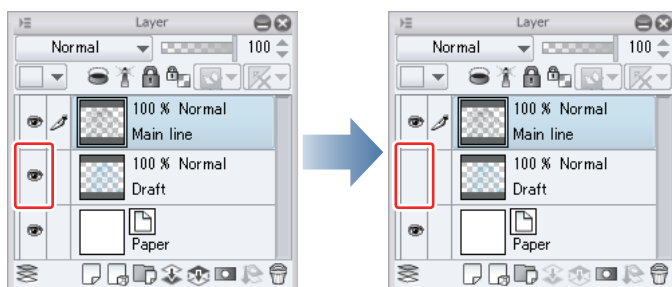 Layer
Normal 100
100 % Normal
Main line
100 % Normal
Draft
Paper
Layer
Normal 100
100 % Normal
Main line
100 % Normal
Draft
Paper